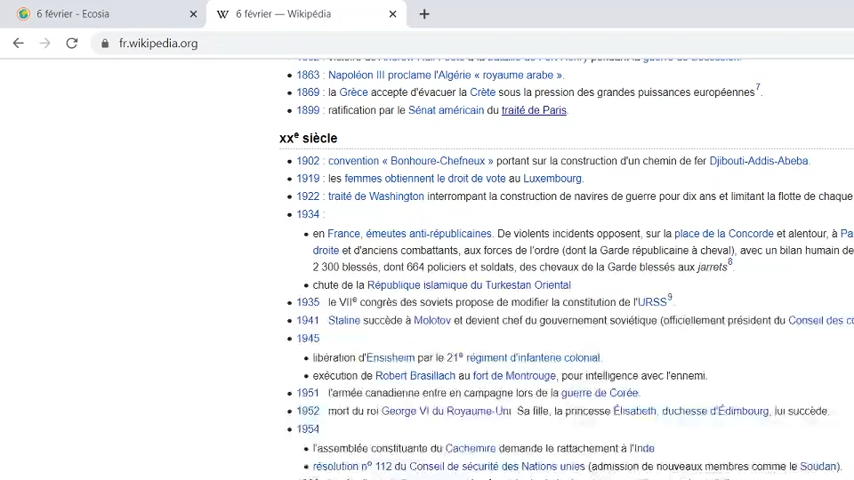 6 février - Ecosia
6 février — Wikipédia
fr.wikipedia.org
1863 : Napoléon III proclame l'Algérie « royaume arabe ».
1869 : la Grèce accepte d'évacuer la Crète sous la pression des grandes puissances européennes7.
1899 : ratification par le Sénat américain du traité de Paris.
XXe siècle
1902 : convention « Bonhoure-Chefneux » portant sur la construction d'un chemin de fer Djibouti-Addis-Abeba.
1919 : les femmes obtiennent le droit de vote au Luxembourg.
1922 : traité de Washington interrompant la construction de navires de guerre pour dix ans et limitant la flotte de chaque
1934 :
en France, émeutes anti-républicaines. De violents incidents opposent, sur la place de la Concorde et alentour, à Pa
droite et d'anciens combattants, aux forces de l'ordre (dont la Garde républicaine à cheval), avec un bilan humain de
2 300 blessés, dont 664 policiers et soldats, des chevaux de la Garde blessés aux jarrets8.
chute de la République islamique du Turkestan Oriental
1935 le VIIe congrès des soviets propose de modifier la constitution de l'URSS9.
1941 Staline succède à Molotov et devient chef du gouvernement soviétique (officiellement président du Conseil des co
1945
libération d'Ensisheim par le 21e régiment d'infanterie colonial.
exécution de Robert Brasillach au fort de Montrouge, pour intelligence avec l'ennemi.
1951 l'armée canadienne entre en campagne lors de la guerre de Corée.
1952 mort du roi George VI du Royaume-Uni Sa fille, la princesse Élisabeth, duchesse d'Édimbourg, lui succède.
1954
l'assemblée constituante du Cachemire demande le rattachement à l'Inde
résolution no 112 du Conseil de sécurité des Nations unies (admission de nouveaux membres comme le Soudan).